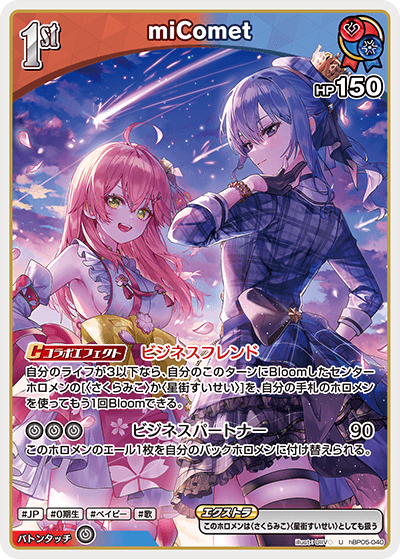 1st
miComet
HP150
コラボエフェクト ビジネスフレンド
自分のライフが3以下なら、自分のこのターンにBloomしたセンター
ホロメンの[〈さくらみこ〉か〈星街すいせい〉]を、自分の手札のホロメン
を使ってもう1回Bloomできる。
ビジネスパートナー 90
このホロメンのエール1枚を自分のバックホロメンに付け替えられる。
#JP #0期生 #ベイビー #歌
エクストラ
このホロメンは〈さくらみこ〉〈星街すいせい〉としても扱う
バトンタッチ
illust: U hBP05-040